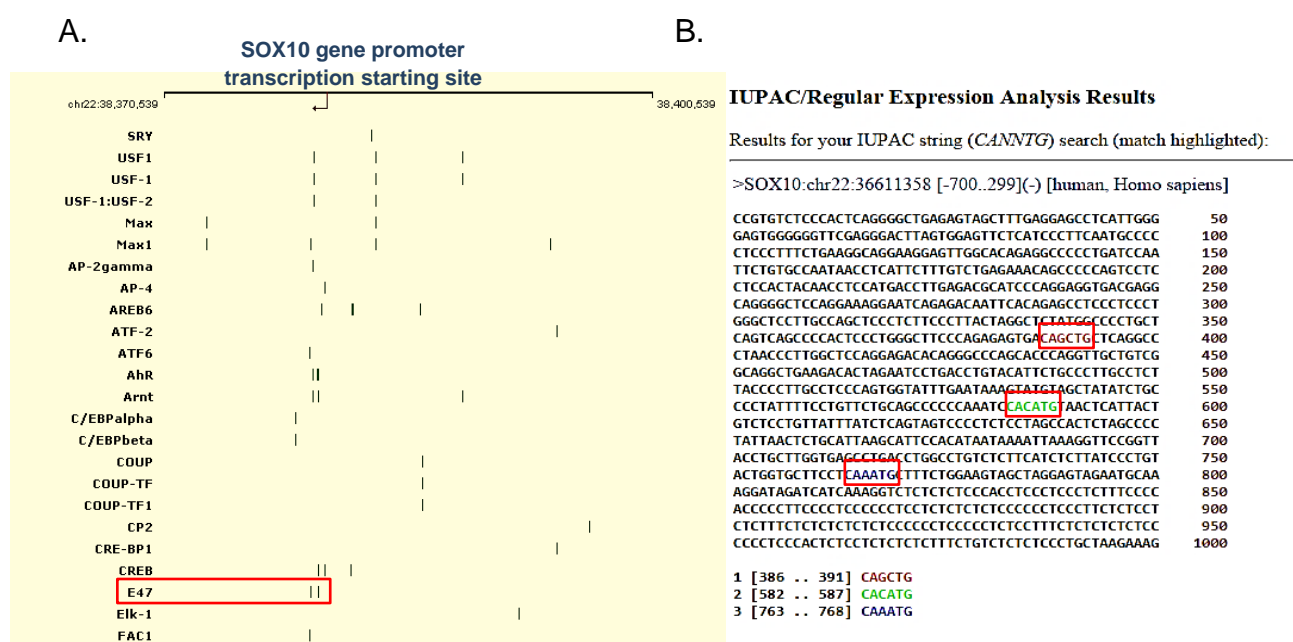 A.
SOX10 gene promoter
transcription starting site
chr22:38,370,539
38,400,539
SRY
USF1
USF-1
USF-1:USF-2
Max
Max1
AP-2gamma
AP-4
AREB6
ATF-2
ATF6
AhR
Arnt
C/EBPalpha
C/EBPbeta
COUP
COUP-TF
COUP-TF1
CP2
CRE-BP1
CREB
E47
Elk-1
FAC1
B.
IUPAC/Regular Expression Analysis Results
Results for your IUPAC string (CANNTG) search (match highlighted):
>SOX10:chr22:36611358 [-700..299](-) [human, Homo sapiens]
CCGTGTCTCCCACTCAGGGGCTGAGAGTAGCTTTGAGGAGCCTCATTGGG 50
GAGTGGGGGGTTCGAGGGACTTAGTGGAGTTCTCATCCCTTCAATGCCCC 100
CTCCCTTTCTGAAGGCAGGAAGGAGTTGGCACAGAGGCCCCCTGATCCAA 150
TTCTGTGCCAATAACCTCATTCTTTGTCTGAGAAACAGCCCCCAGTCCTC 200
CTCCACTACAACCTCCATGACCTTGAGACGCATCCCAGGAGGTGACGAGG 250
CAGGGGCTCCAGGAAAGGAATCAGAGACAATTCACAGAGCCTCCCTCCCT 300
GGGCTCCTTGCCAGCTCCCTCTTCCCTTACTAGGCTCTATGGCCCCTGCT 350
CAGTCAGCCCCACTCCCTGGGCTTCCCAGAGAGTGACAGCTGCTCAGGCC 400
CTAACCCTTGGCTCCAGGAGACACAGGGCCCAGCACCCAGGTTGCTGTCG 450
GCAGGCTGAAGACACTAGAATCCTGACCTGTACATTCTGCCCTTGCCTCT 500
TACCCCTTGCCTCCCAGTGGTATTTGAATAAAGTATGTAGCTATATCTGC 550
CCCTATTTTCCTGTTCTGCAGCCCCCCAAATCCACATGTAACTCATTACT 600
GTCTCCTGTTATTTATCTCAGTAGTCCCCTCTCCTAGCCACTCTAGCCCC 650
TATTAACTCTGCATTAAGCATTCCACATAATAAAATTAAAGGTTCCGGTT 700
ACCTGCTTGGTGAGCCTGACCTGGCCTGTCTCTTCATCTCTTATCCCTGT 750
ACTGGTGCTTCCTCAAATGCTTTCTGGAAGTAGCTAGGAGTAGAATGCAA 800
AGGATAGATCATCAAAGGTCTCTCTCTCCCACCTCCCTCCCTCTTTCCCC 850
ACCCCCTTCCCCTCCCCCCTCCTCTCTCTCTCCCCCCCTCCCTCTCTCCT 900
CTCTTTCTCTCTCTCTCTCCCCCCTCCCCCTCTCCTTTCTCTCTCTCTCC 950
CCCCTCCCACTCTCCTCTCTCTCTTTCTGTCTCTCTCCCTGCTAAGAAAG 1000
1 [386 .. 391] CAGCTG
2 [582 .. 587] CACATG
3 [763 .. 768] CAAATG